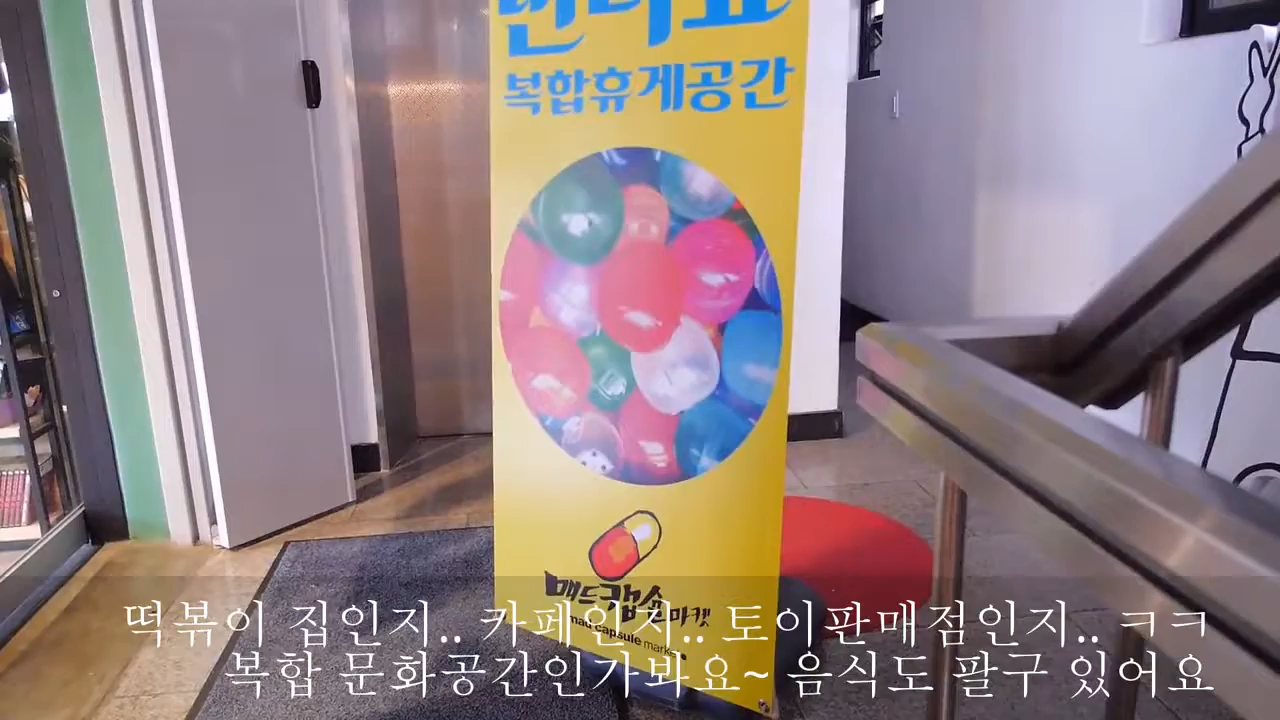 복합휴게공간
매드캡슐마켓
mad capsule market
떡볶이 집인지.. 카페인지.. 토이판매점인지.. ㅋㅋ
복합 문화공간인가봐요~ 음식도 팔구 있어요